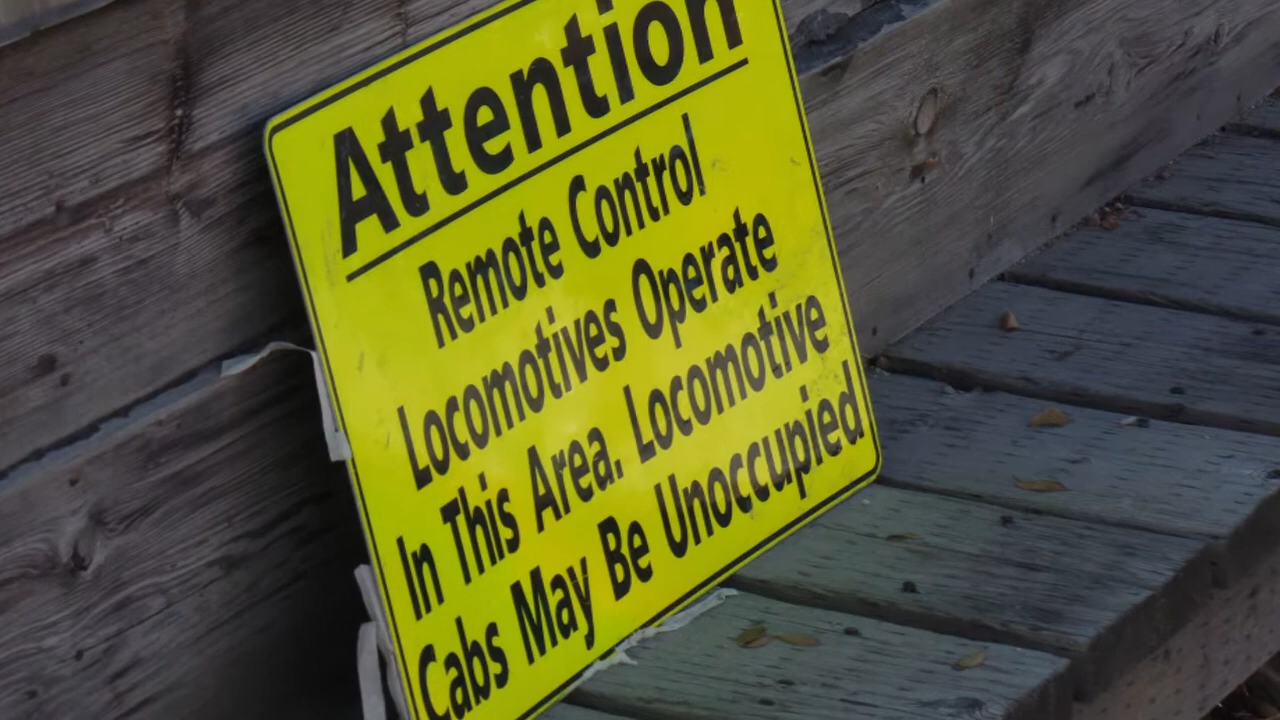 Attention
Remote Control
Locomotives Operate
In This Area. Locomotive
Cabs May Be Unoccupied